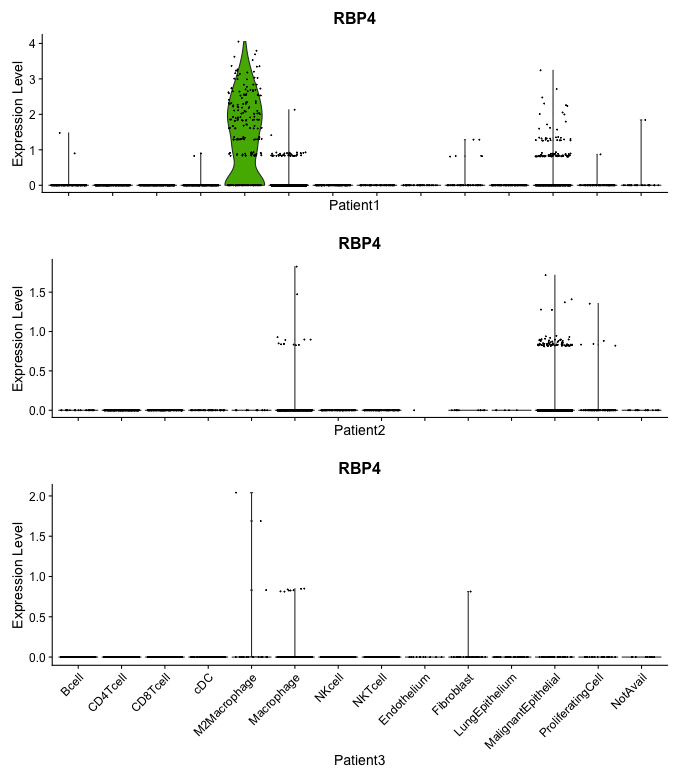 RBP4
Expression Level
4
3
2
1
0
Patient1
RBP4
Expression Level
1.5
1.0
0.5
0.0
Patient2
RBP4
Expression Level
2.0
1.5
1.0
0.5
0.0
Bcell
CD4Tcell
CD8Tcell
cDC
M2Macrophage
Macrophage
NKcell
NKTcell
Endothelium
Fibroblast
LungEpithelium
MalignantEpithelial
ProliferatingCell
NotAvail
Patient3